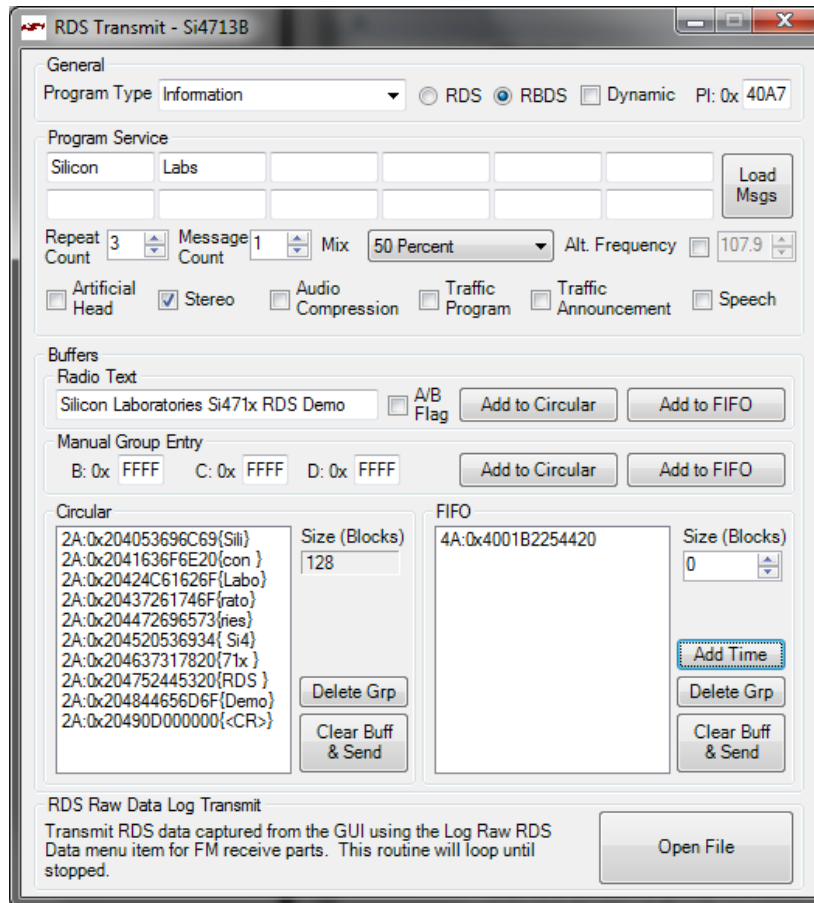 RDS Transmit - Si4713B
General
Program Type Information RDS RBDS Dynamic PI: 0x 40A7
Program Service
Silicon Labs
Load
Msgs
Repeat
Count 3 Message
Count 1 Mix 50 Percent Alt. Frequency 107.9
Artificial
Head Stereo Audio
Compression Traffic
Program Traffic
Announcement Speech
Buffers
Radio Text
Silicon Laboratories Si471x RDS Demo A/B
Flag Add to Circular Add to FIFO
Manual Group Entry
B: 0x FFFF C: 0x FFFF D: 0x FFFF Add to Circular Add to FIFO
Circular
2A:0x204053696C69{Sili}
2A:0x2041636F6E20{con }
2A:0x20424C61626F{Labo}
2A:0x20437261746F{rato}
2A:0x204472696573{ries}
2A:0x204520536934{ Si4}
2A:0x204637317820{71x }
2A:0x204752445320{RDS }
2A:0x204844656D6F{Demo}
2A:0x20490D000000{<CR>}
Size (Blocks)
128
Delete Grp
Clear Buff
& Send
FIFO
4A:0x4001B2254420
Size (Blocks)
0
Add Time
Delete Grp
Clear Buff
& Send
RDS Raw Data Log Transmit
Transmit RDS data captured from the GUI using the Log Raw RDS
Data menu item for FM receive parts. This routine will loop until
stopped.
Open File